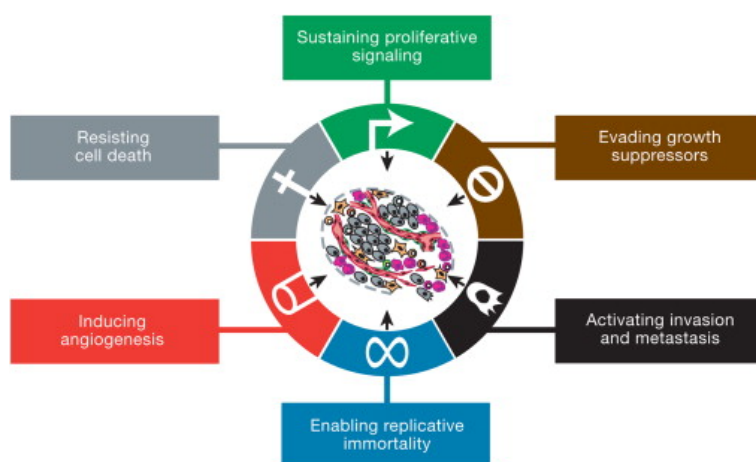 Sustaining proliferative
signaling
Resisting
cell death
Evading growth
suppressors
Inducing
angiogenesis
Activating invasion
and metastasis
Enabling replicative
immortality